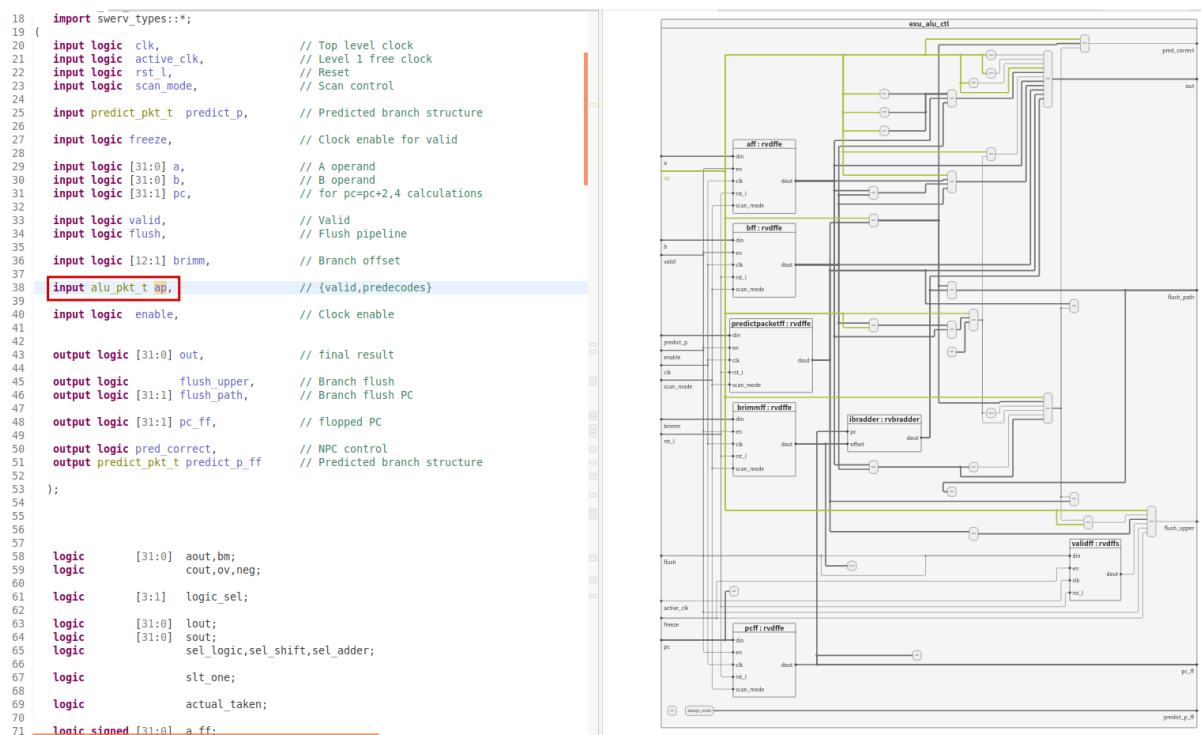 18 import swerv_types::*;
19 (
20 input logic clk, // Top level clock
21 input logic active_clk, // Level 1 free clock
22 input logic rst_l, // Reset
23 input logic scan_mode, // Scan control
24
25 input predict_pkt_t predict_p, // Predicted branch structure
26
27 input logic freeze, // Clock enable for valid
28
29 input logic [31:0] a, // A operand
30 input logic [31:0] b, // B operand
31 input logic [31:1] pc, // for pc=pc+2,4 calculations
32
33 input logic valid, // Valid
34 input logic flush, // Flush pipeline
35
36 input logic [12:1] brimm, // Branch offset
37
38 input alu_pkt_t ap, // {valid,predecodes}
39
40 input logic enable, // Clock enable
41
42
43 output logic [31:0] out, // final result
44
45 output logic flush_upper, // Branch flush
46 output logic [31:1] flush_path, // Branch flush PC
47
48 output logic [31:1] pc_ff, // flopped PC
49
50 output logic pred_correct, // NPC control
51 output predict_pkt_t predict_p_ff // Predicted branch structure
52
53 );
54
55
56
57
58 logic [31:0] aout,bm;
59 logic cout,ov,neg;
60
61 logic [3:1] logic_sel;
62
63 logic [31:0] lout;
64 logic [31:0] sout;
65 logic sel_logic,sel_shift,sel_adder;
66
67 logic slt_one;
68
69 logic actual_taken;
70
71 logic signed [31:0] a_ff;
exu_alu_ctl
pred_correct
out
aff : rvdffe
din
en
clk
rst_l
scan_mode
dout
a
ap
bff : rvdffe
din
en
clk
rst_l
scan_mode
dout
b
valid
flush_path
predictpacketff : rvdffe
din
en
clk
rst_l
scan_mode
dout
predict_p
enable
clk
scan_mode
brimmff : rvdffe
din
en
clk
rst_l
scan_mode
dout
brimm
rst_l
ibradder : rvbradder
pc
offset
dout
flush_upper
validff : rvdffs
din
en
clk
rst_l
dout
flush
active_clk
freeze
pcff : rvdffe
din
en
clk
rst_l
scan_mode
dout
pc
pc_ff
predict_p_ff